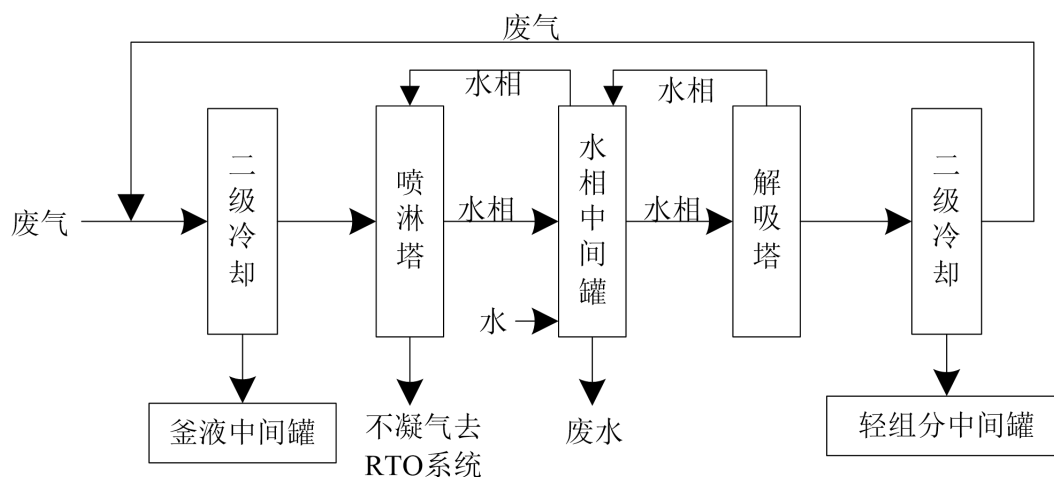 废气
水相
水相
二级冷却
喷淋塔
水相中间罐
解吸塔
二级冷却
废气
水相
水相
水
釜液中间罐
不凝气去
RTO系统
废水
轻组分中间罐